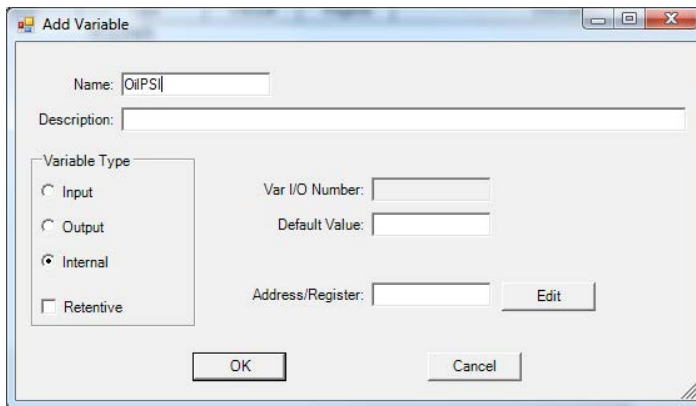 Add Variable
Name: OilPSI
Description:
Variable Type
Input
Var I/O Number:
Output
Default Value:
Internal
Retentive
Address/Register:
Edit
OK
Cancel